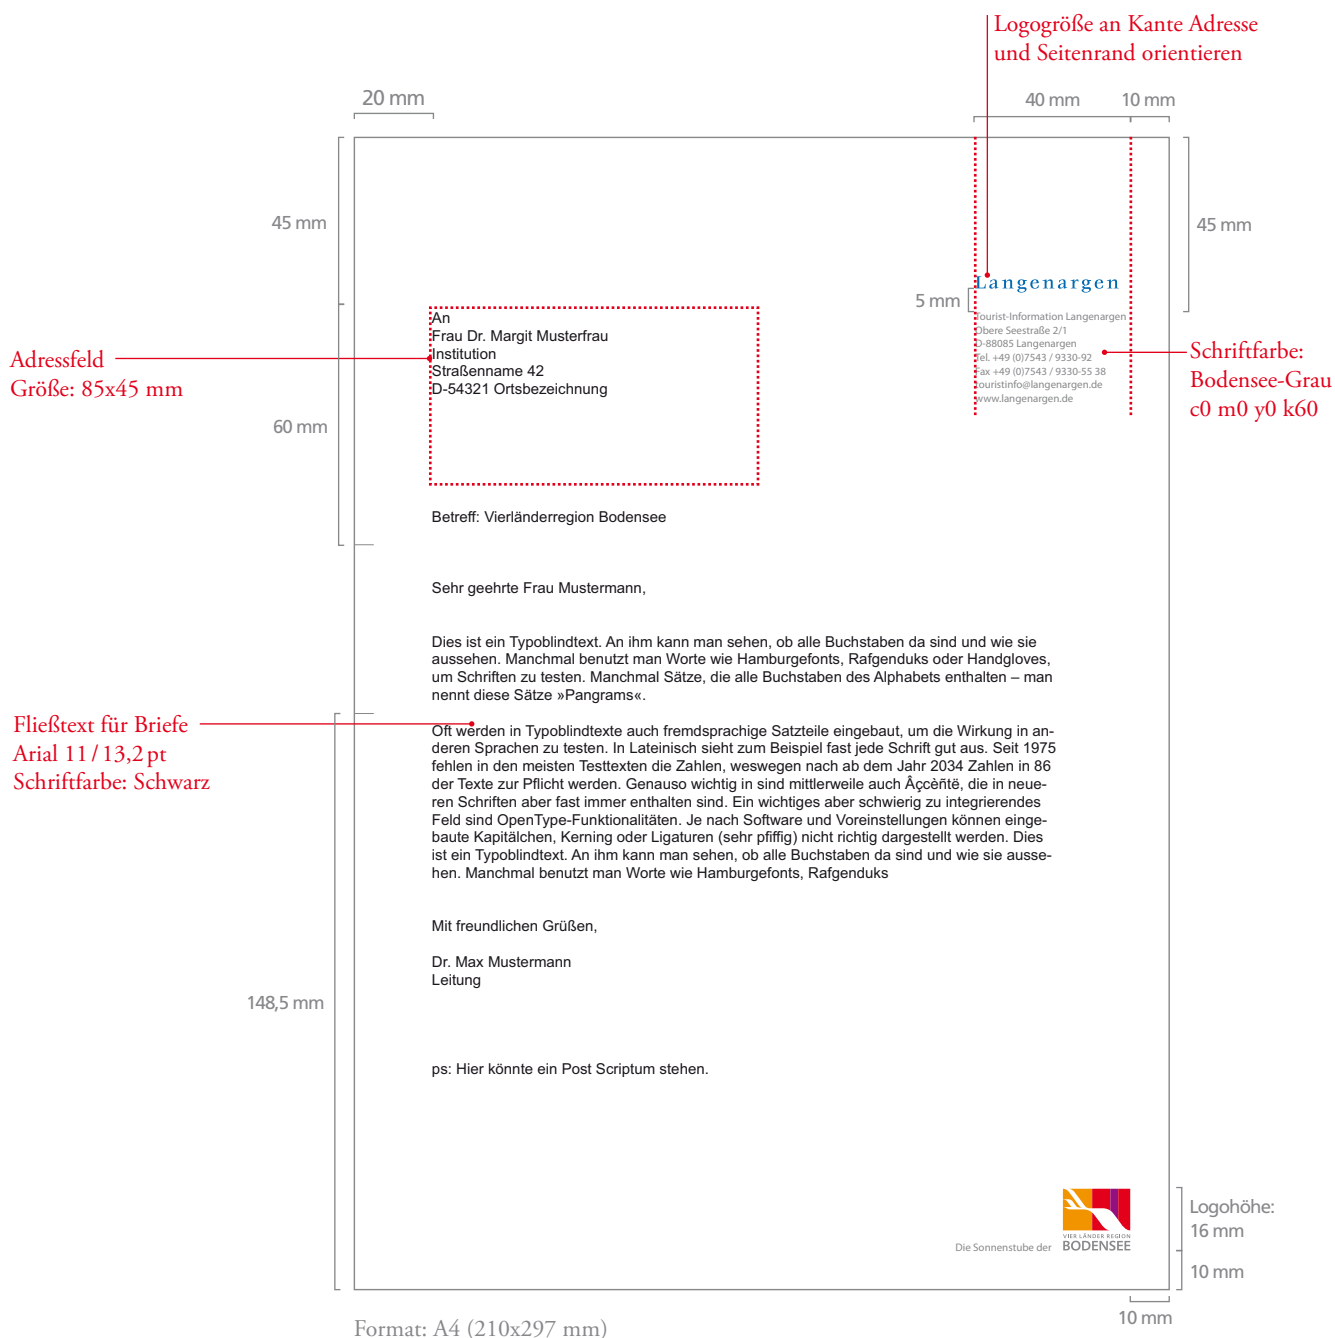 Logogröße an Kante Adresse
und Seitenrand orientieren
20 mm
40 mm
10 mm
45 mm
45 mm
Langenargen
5 mm
Tourist-Information Langenargen
Obere Seestraße 2/1
D-88085 Langenargen
Tel. +49 (0)7543 / 9330-92
Fax +49 (0)7543 / 9330-55 38
touristinfo@langenargen.de
www.langenargen.de
Schriftfarbe:
Bodensee-Grau
c0 m0 y0 k60
An
Frau Dr. Margit Musterfrau
Institution
Straßenname 42
D-54321 Ortsbezeichnung
Adressfeld
Größe: 85x45 mm
60 mm
Betreff: Vierländerregion Bodensee
Sehr geehrte Frau Mustermann,
Dies ist ein Typoblindtext. An ihm kann man sehen, ob alle Buchstaben da sind und wie sie
aussehen. Manchmal benutzt man Worte wie Hamburgefonts, Rafgenduks oder Handgloves,
um Schriften zu testen. Manchmal Sätze, die alle Buchstaben des Alphabets enthalten – man
nennt diese Sätze »Pangrams«.
Fließtext für Briefe
Arial 11 / 13,2 pt
Schriftfarbe: Schwarz
Oft werden in Typoblindtexte auch fremdsprachige Satzteile eingebaut, um die Wirkung in an-
deren Sprachen zu testen. In Lateinisch sieht zum Beispiel fast jede Schrift gut aus. Seit 1975
fehlen in den meisten Testtexten die Zahlen, weswegen nach ab dem Jahr 2034 Zahlen in 86
der Texte zur Pflicht werden. Genauso wichtig in sind mittlerweile auch Âçcèñtë, die in neue-
ren Schriften aber fast immer enthalten sind. Ein wichtiges aber schwierig zu integrierendes
Feld sind OpenType-Funktionalitäten. Je nach Software und Voreinstellungen können einge-
baute Kapitälchen, Kerning oder Ligaturen (sehr pfiffig) nicht richtig dargestellt werden. Dies
ist ein Typoblindtext. An ihm kann man sehen, ob alle Buchstaben da sind und wie sie ausse-
hen. Manchmal benutzt man Worte wie Hamburgefonts, Rafgenduks
Mit freundlichen Grüßen,
Dr. Max Mustermann
Leitung
148,5 mm
ps: Hier könnte ein Post Scriptum stehen.
Logohöhe:
16 mm
VIER LÄNDER REGION
Die Sonnenstube der
BODENSEE
10 mm
10 mm
Format: A4 (210x297 mm)